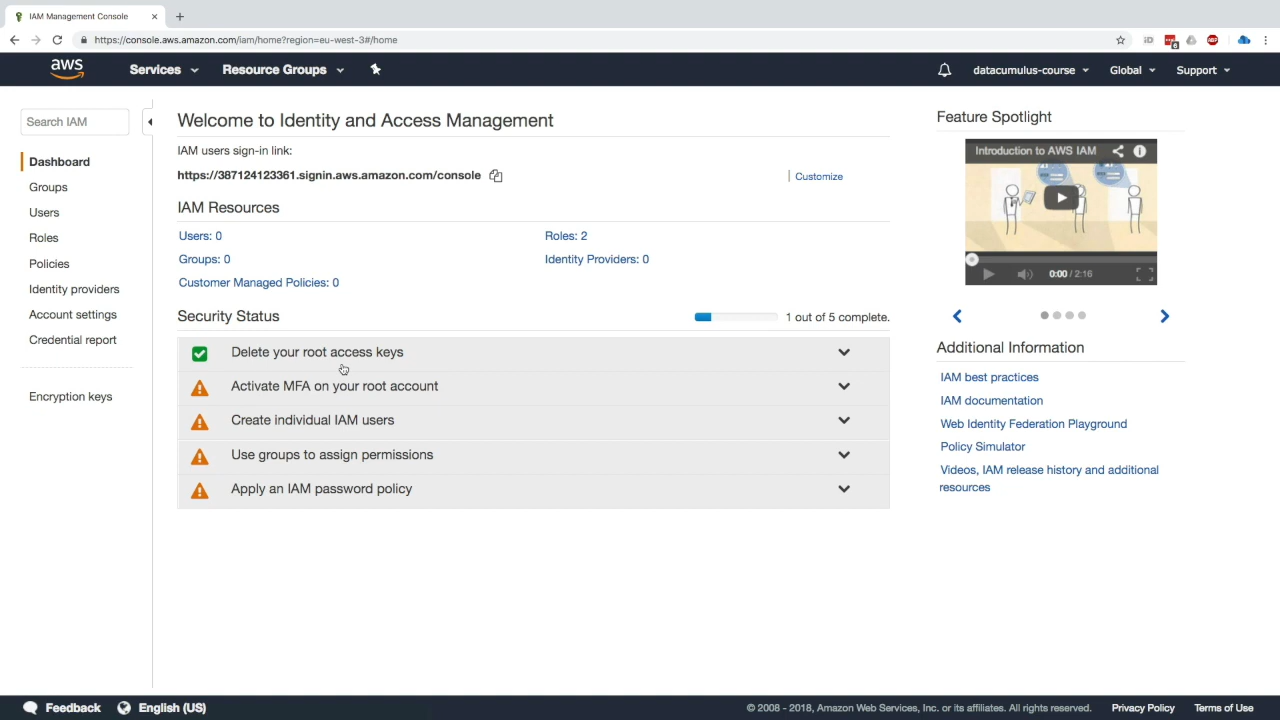 IAM Management Console
https://console.aws.amazon.com/iam/home?region=eu-west-3#/home
iD
6
ABP
aws
Services
Resource Groups
datacumulus-course
Global
Support
Search IAM
Dashboard
Groups
Users
Roles
Policies
Identity providers
Account settings
Credential report
Encryption keys
Welcome to Identity and Access Management
IAM users sign-in link:
https://387124123361.signin.aws.amazon.com/console
Customize
IAM Resources
Users: 0
Roles: 2
Groups: 0
Identity Providers: 0
Customer Managed Policies: 0
Security Status
1 out of 5 complete.
Delete your root access keys
Activate MFA on your root account
Create individual IAM users
Use groups to assign permissions
Apply an IAM password policy
Feature Spotlight
Introduction to AWS IAM
0:00 / 2:16
Additional Information
IAM best practices
IAM documentation
Web Identity Federation Playground
Policy Simulator
Videos, IAM release history and additional
resources
Feedback
English (US)
© 2008 - 2018, Amazon Web Services, Inc. or its affiliates. All rights reserved.
Privacy Policy
Terms of Use